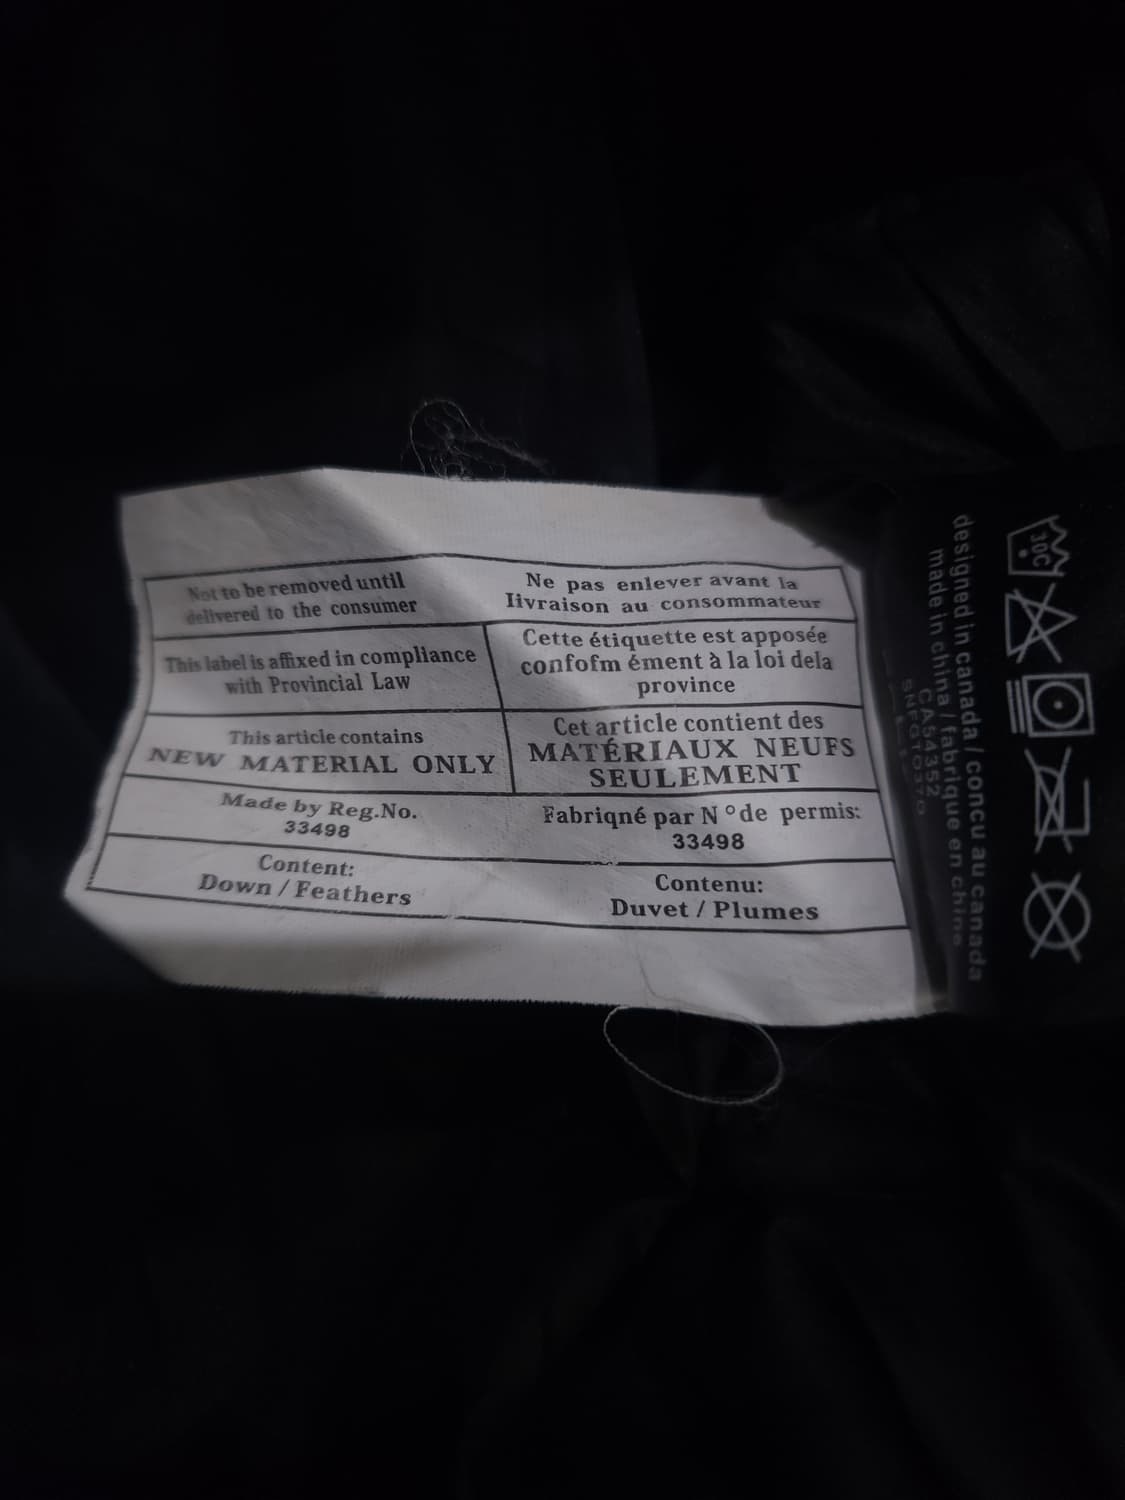 Not to be removed until
delivered to the consumer
Ne pas enlever avant la
livraison au consommateur
This label is affixed in compliance
with Provincial Law
Cette étiquette est apposée
confofm ément à la loi dela
province
This article contains
NEW MATERIAL ONLY
Cet article contient des
MATÉRIAUX NEUFS
SEULEMENT
Made by Reg.No.
33498
Fabriqné par N° de permis:
33498
Content:
Down / Feathers
Contenu:
Duvet / Plumes
30C
designed in canada / concu au canada
made in china / fabrique en chine
CA54352